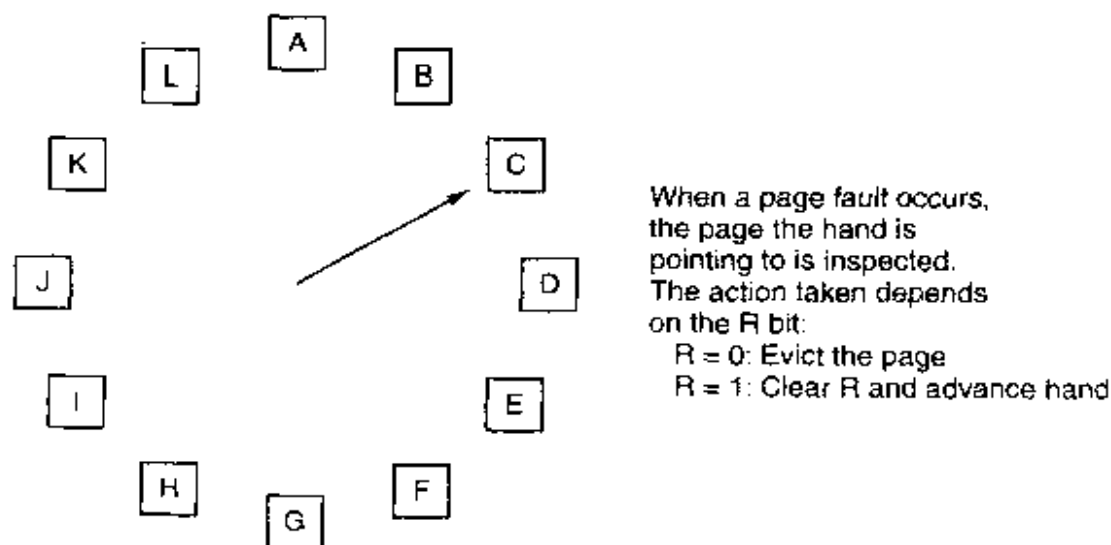 A
B
C
D
E
F
G
H
I
J
K
L
When a page fault occurs,
the page the hand is
pointing to is inspected.
The action taken depends
on the R bit:
R = 0: Evict the page
R = 1: Clear R and advance hand